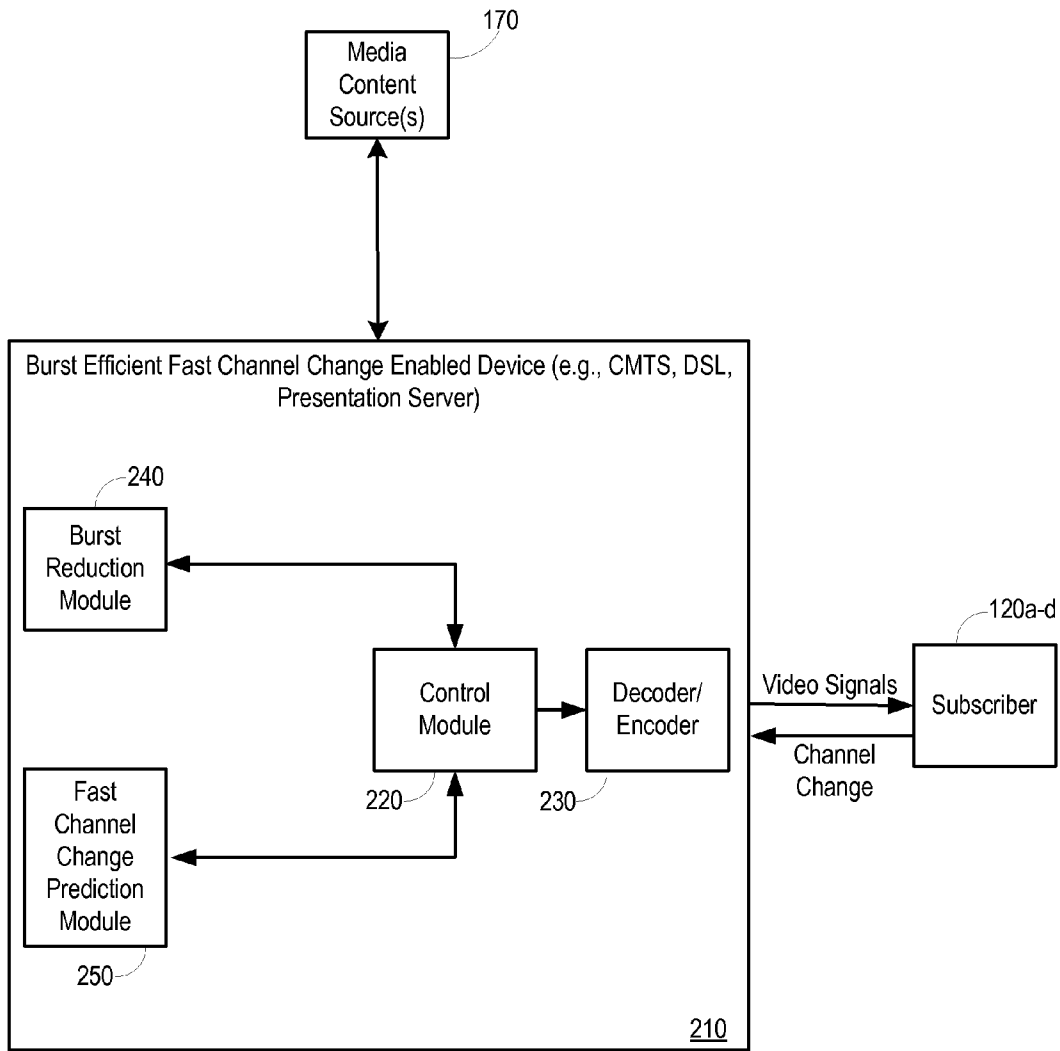 170
Media
Content
Source(s)
Burst Efficient Fast Channel Change Enabled Device (e.g., CMTS, DSL,
Presentation Server)
240
Burst
Reduction
Module
120a-d
Control
Module
Decoder/
Encoder
Video Signals
Subscriber
Channel
Change
220
230
Fast
Channel
Change
Prediction
Module
250
210